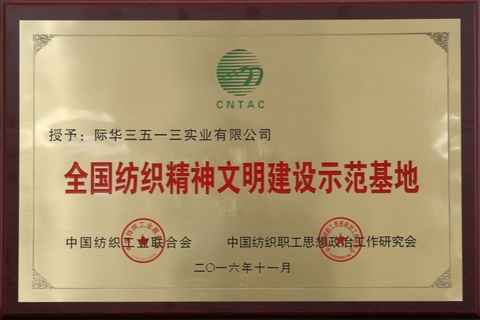 CNTAC
授予：际华三五一三实业有限公司
全国纺织精神文明建设示范基地
中国纺织工业联合会 中国纺织职工思想政治工作研究会
二〇一六年十一月